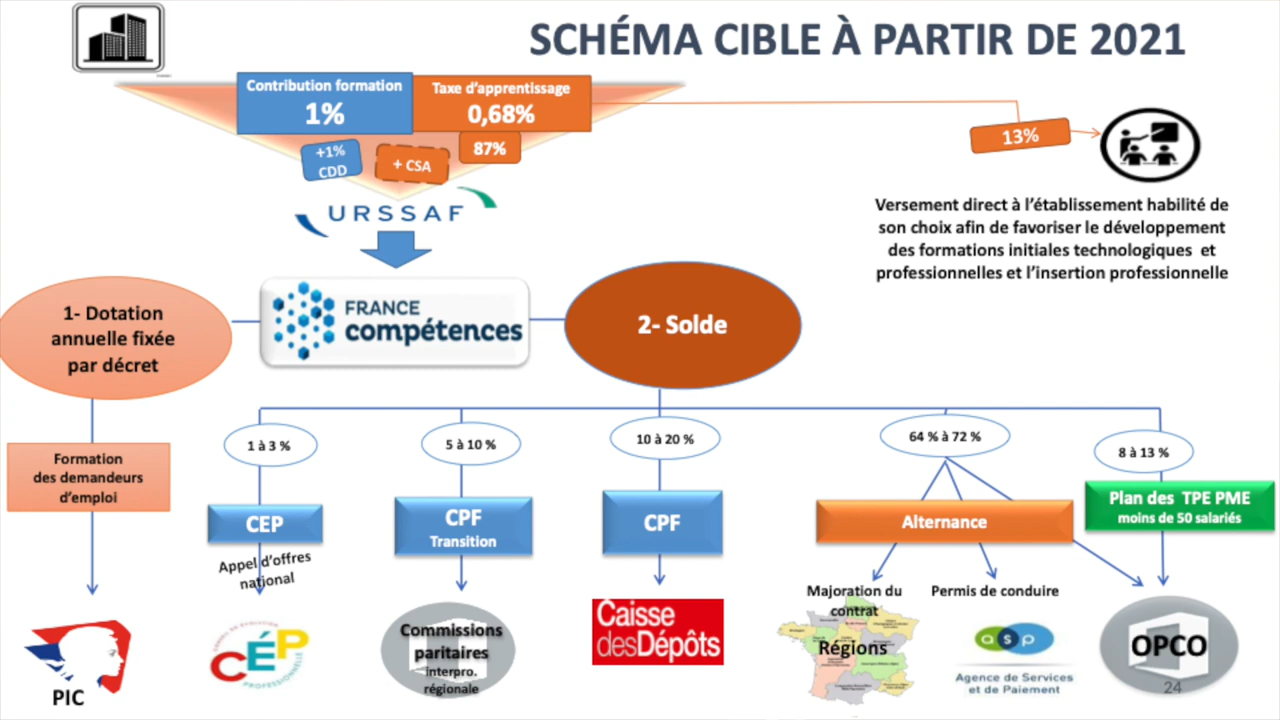 SCHÉMA CIBLE À PARTIR DE 2021
Contribution formation
1%
Taxe d'apprentissage
0,68%
+1%
CDD
+ CSA
87%
13%
URSSAF
Versement direct à l'établissement habilité de
son choix afin de favoriser le développement
des formations initiales technologiques et
professionnelles et l'insertion professionnelle
1- Dotation
annuelle fixée
par décret
FRANCE
compétences
2- Solde
Formation
des demandeurs
d'emploi
1 à 3 %
5 à 10 %
10 à 20 %
64 % à 72 %
8 à 13 %
CEP
CPF
Transition
CPF
Alternance
Plan des TPE PME
moins de 50 salariés
Appel d'offres
national
Majoration du
contrat
Permis de conduire
PIC
CONSEIL EN ÉVOLUTION
CÉP
PROFESSIONNELLE
Commissions
paritaires
interpro.
régionale
Caisse
desDépôts
Régions
asp
Agence de Services
et de Paiement
OPCO
24